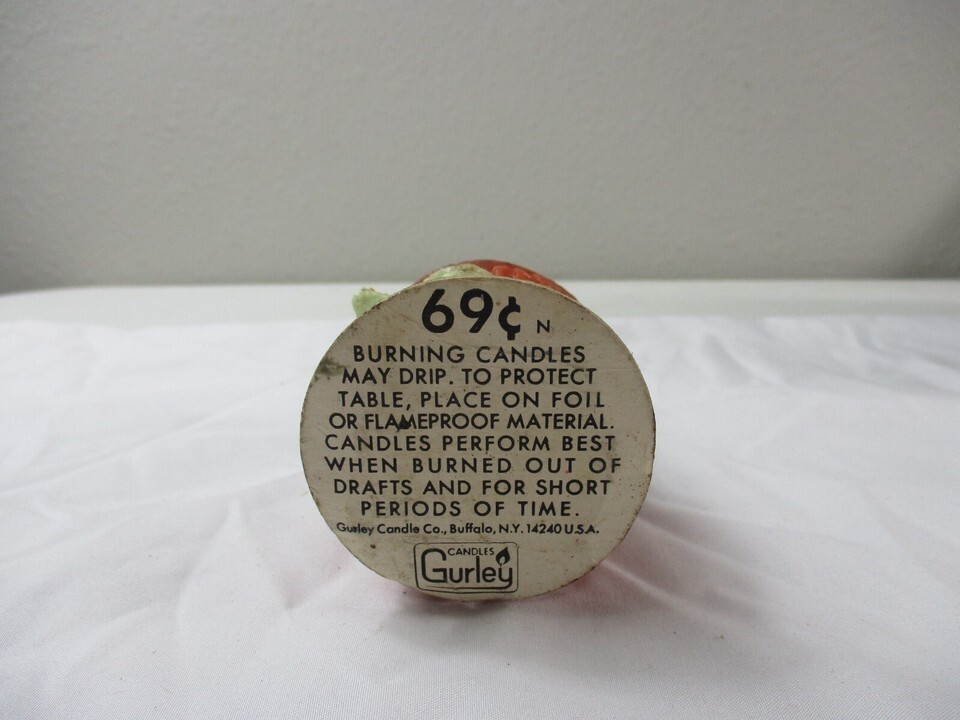 69¢ N
BURNING CANDLES
MAY DRIP. TO PROTECT
TABLE, PLACE ON FOIL
OR FLAMEPROOF MATERIAL.
CANDLES PERFORM BEST
WHEN BURNED OUT OF
DRAFTS AND FOR SHORT
PERIODS OF TIME.
Gurley Candle Co., Buffalo, N.Y. 14240 U.S.A.
CANDLES
Gurley